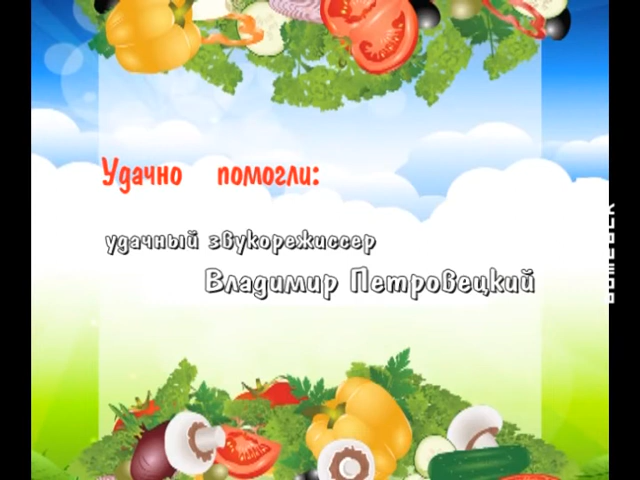 Удачно помогли:
удачный звукорежиссер
Владимир Петровецкий